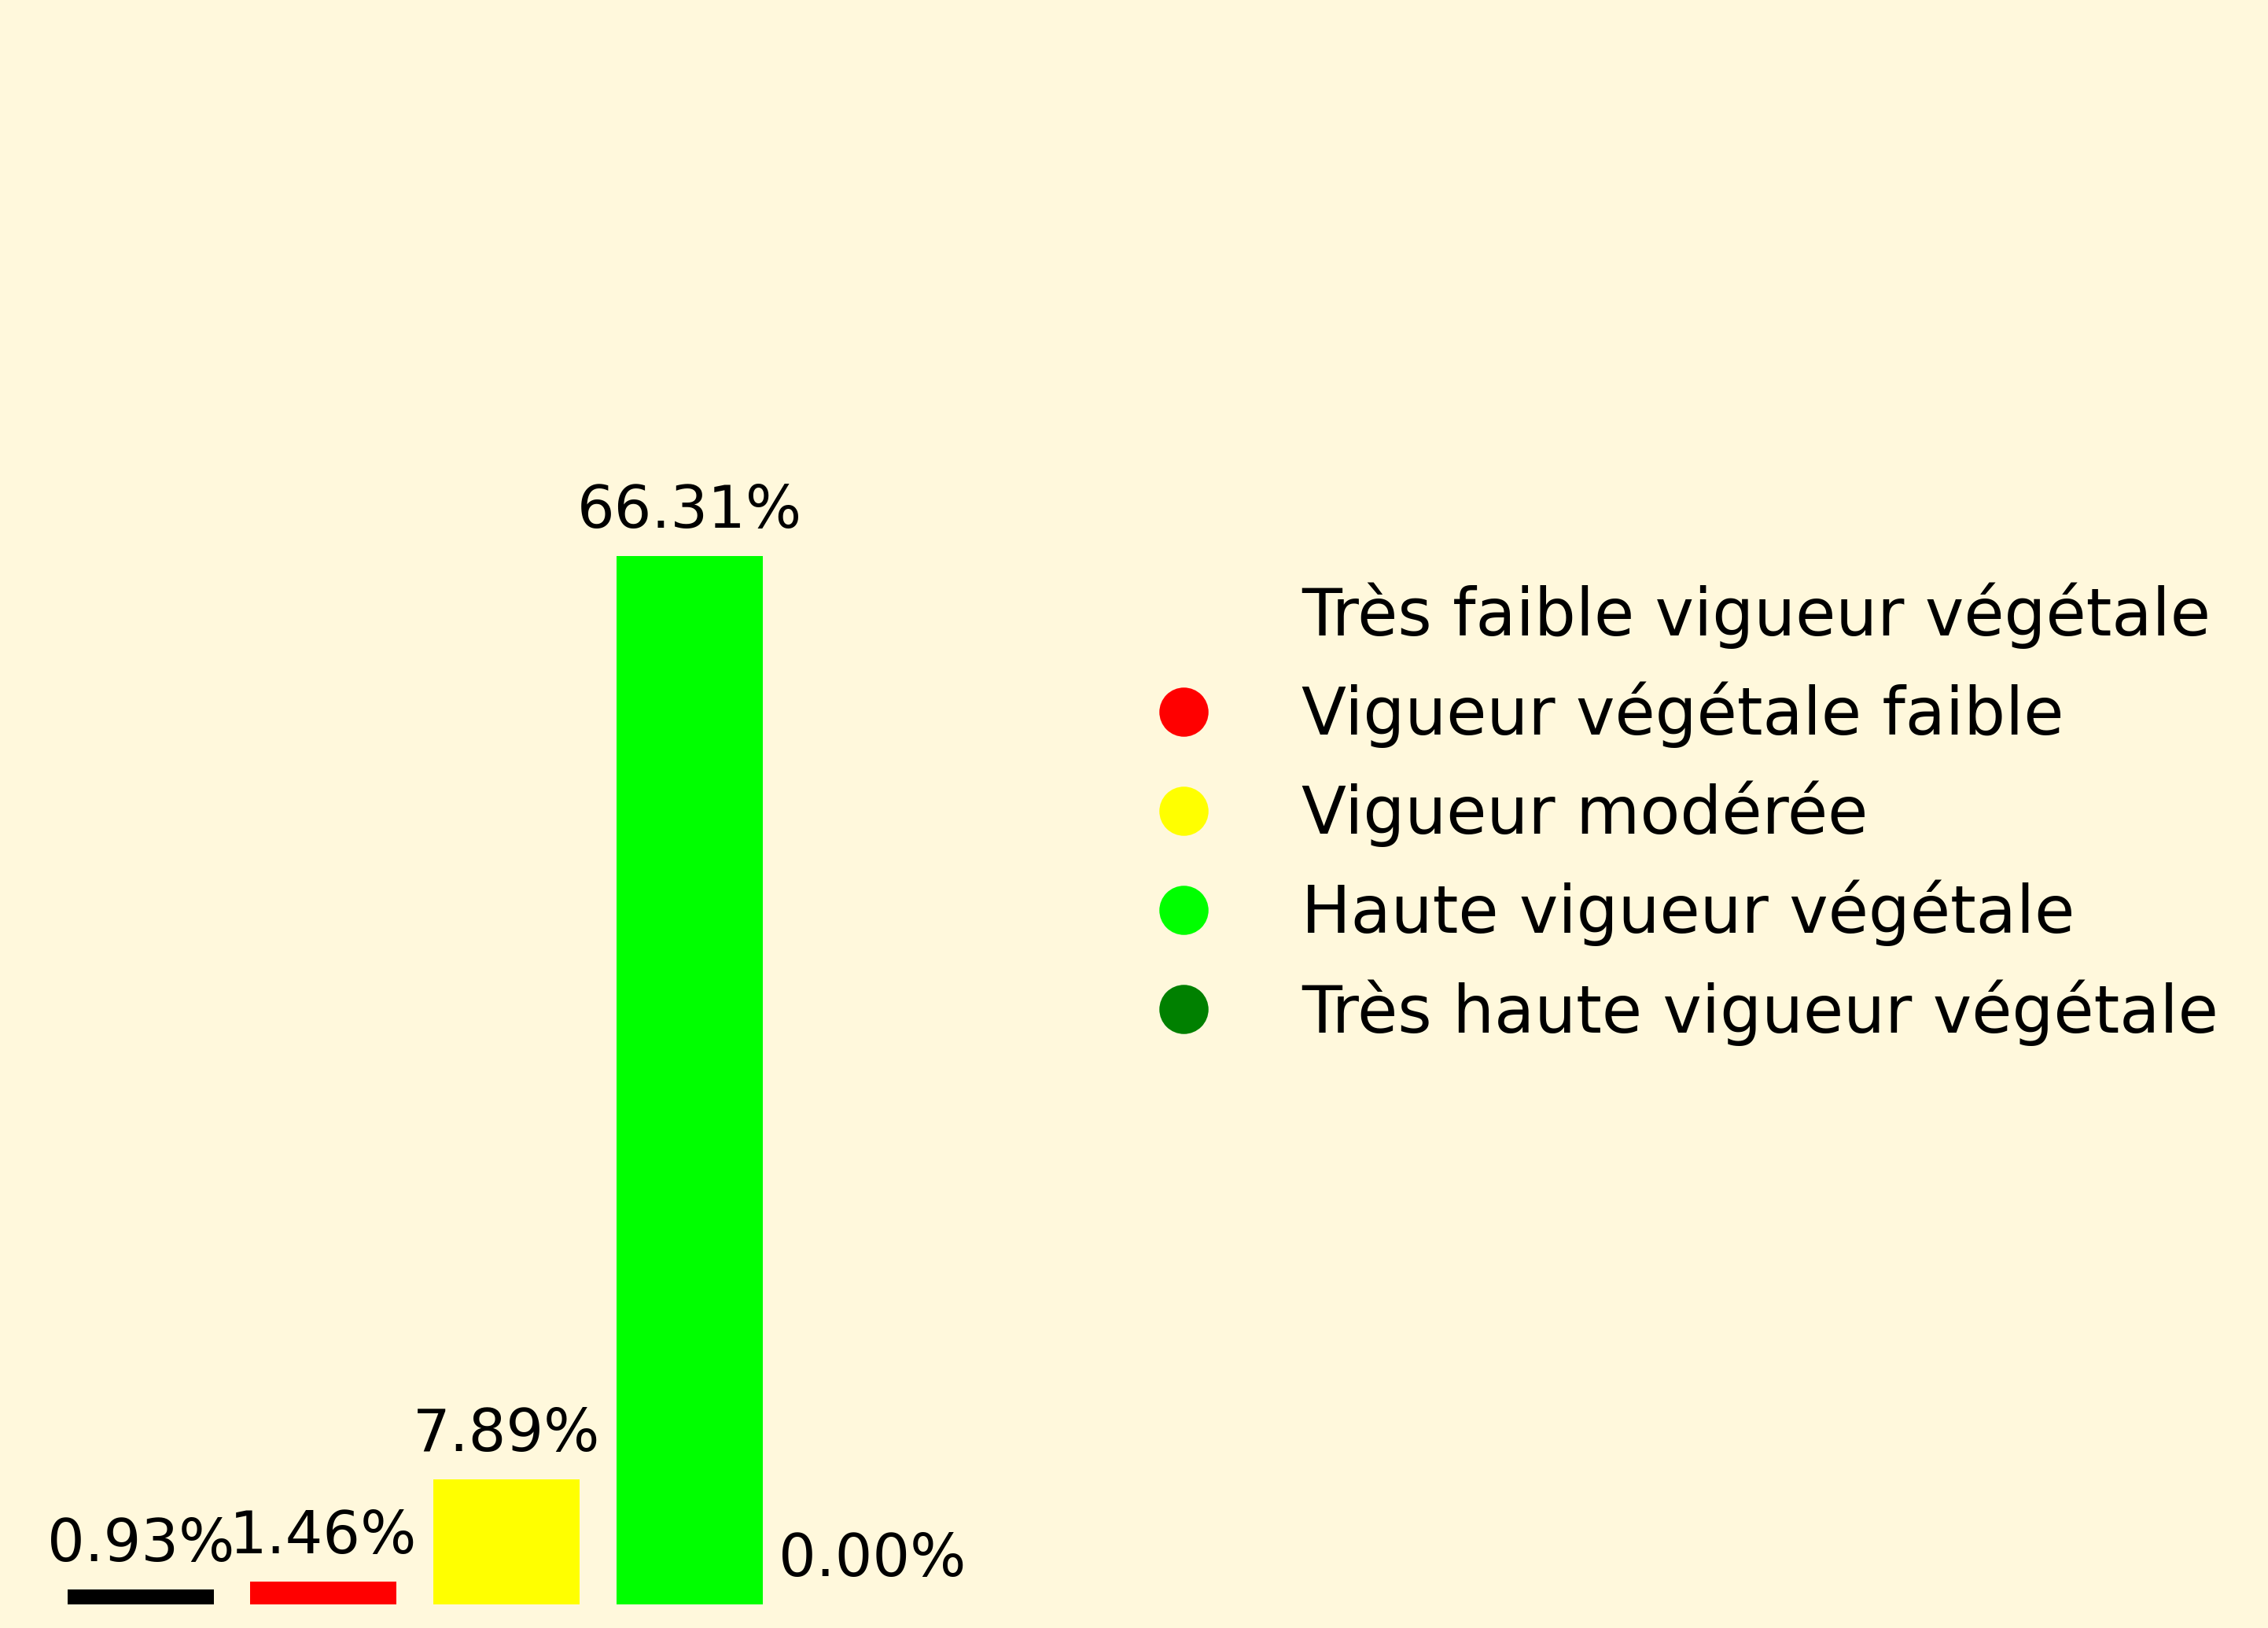 66.31%
7.89%
0.93%
1.46%
0.00%
Très faible vigueur végétale
Vigueur végétale faible
Vigueur modérée
Haute vigueur végétale
Très haute vigueur végétale